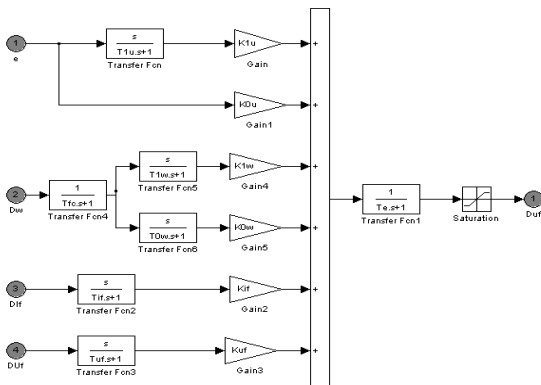 1
e
s
T1u.s+1
Transfer Fcn
K1u
Gain
+
K0u
Gain1
+
2
Dw
1
Tfc.s+1
Transfer Fcn4
s
T1w.s+1
Transfer Fcn5
K1w
Gain4
+
s
T0w.s+1
Transfer Fcn6
K0w
Gain5
+
1
Te.s+1
Transfer Fcn1
Saturation
1
Duf
3
DIf
s
Tif.s+1
Transfer Fcn2
Kif
Gain2
+
4
DUf
s
Tuf.s+1
Transfer Fcn3
Kuf
Gain3
+